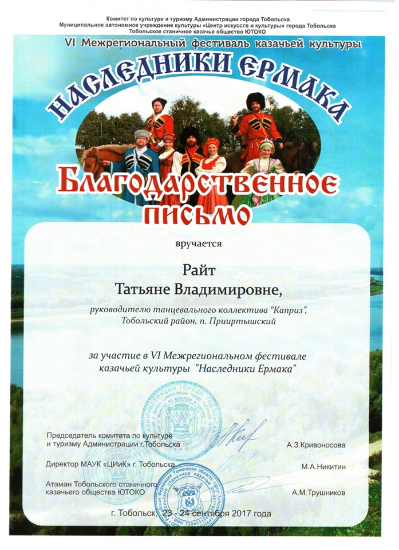 Комитет по культуре и туризму Администрации города Тобольска
Муниципальное автономное учреждение культуры «Центр искусств и культуры» города Тобольска
Тобольское станичное казачье общество ЮТОКО
VI Межрегиональный фестиваль казачьей культуры
НАСЛЕДНИКИ ЕРМАКА
Благодарственное
письмо
вручается
Райт
Татьяне Владимировне,
руководителю танцевального коллектива "Каприз",
Тобольский район, п. Прииртышский
за участие в VI Межрегиональном фестивале
казачьей культуры "Наследники Ермака"
Председатель комитета по культуре
и туризму Администрации г.Тобольска
А.З.Кривоносова
Директор МАУК «ЦИиК» г. Тобольска
М.А.Никитин
Атаман Тобольского станичного
казачьего общества ЮТОКО
А.М.Трушников
г. Тобольск, 23 - 24 сентября 2017 года